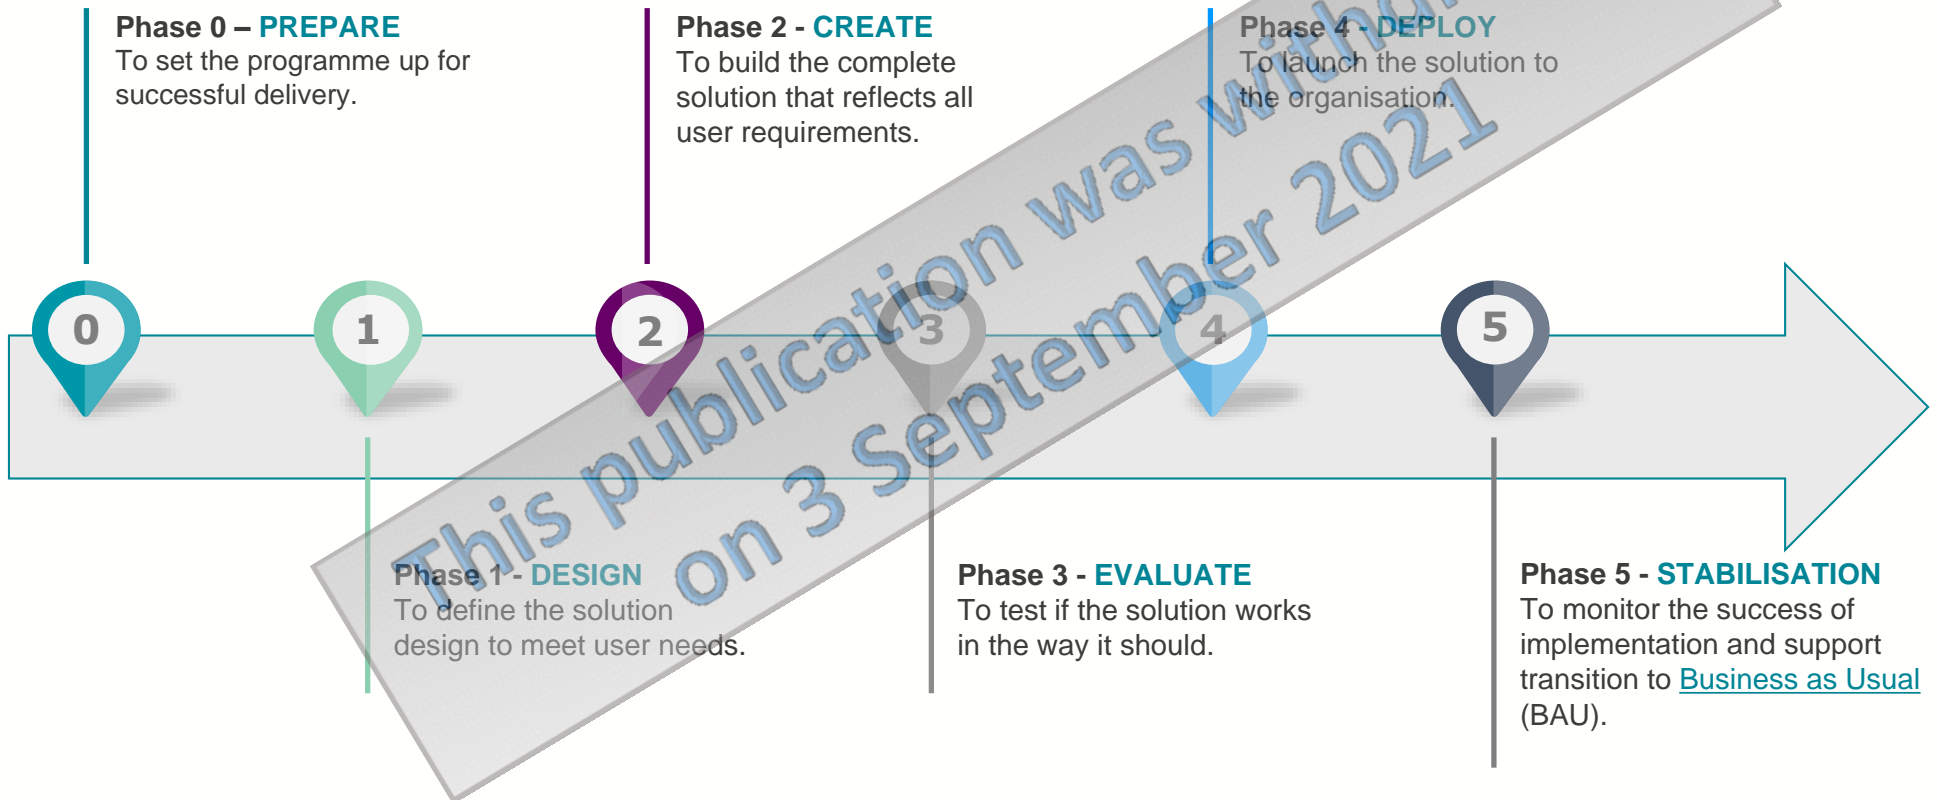 Phase 0 – PREPARE
To set the programme up for
successful delivery.
Phase 2 - CREATE
To build the complete
solution that reflects all
user requirements.
Phase 4 - DEPLOY
To launch the solution to
the organisation.
0
1
2
3
4
5
Phase 1 - DESIGN
To define the solution
design to meet user needs.
Phase 3 - EVALUATE
To test if the solution works
in the way it should.
Phase 5 - STABILISATION
To monitor the success of
implementation and support
transition to Business as Usual
(BAU).
This publication was
on 3 September 2021